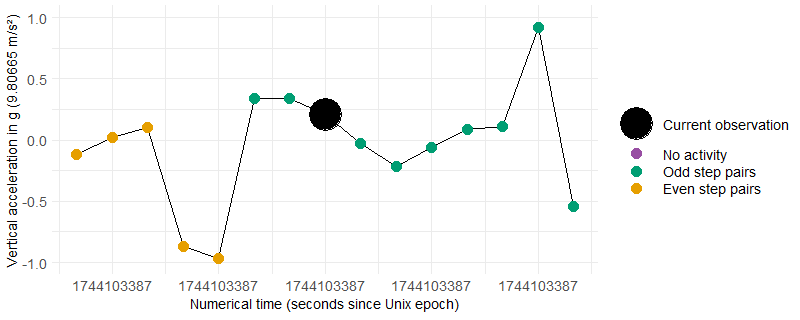 Vertical acceleration in g (9.80665 m/s²)
1.0
0.5
0.0
-0.5
-1.0
1744103387 1744103387 1744103387 1744103387 1744103387
Numerical time (seconds since Unix epoch)
Current observation
No activity
Odd step pairs
Even step pairs